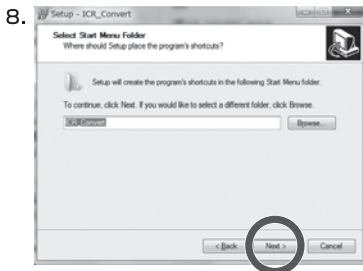 8.
Setup - ICR_Convert
Select Start Menu Folder
Where should Setup place the program's shortcuts?
Setup will create the program's shortcuts in the following Start Menu folder.
To continue, click Next. If you would like to select a different folder, click Browse.
ICR_Convert
Browse...
< Back
Next >
Cancel